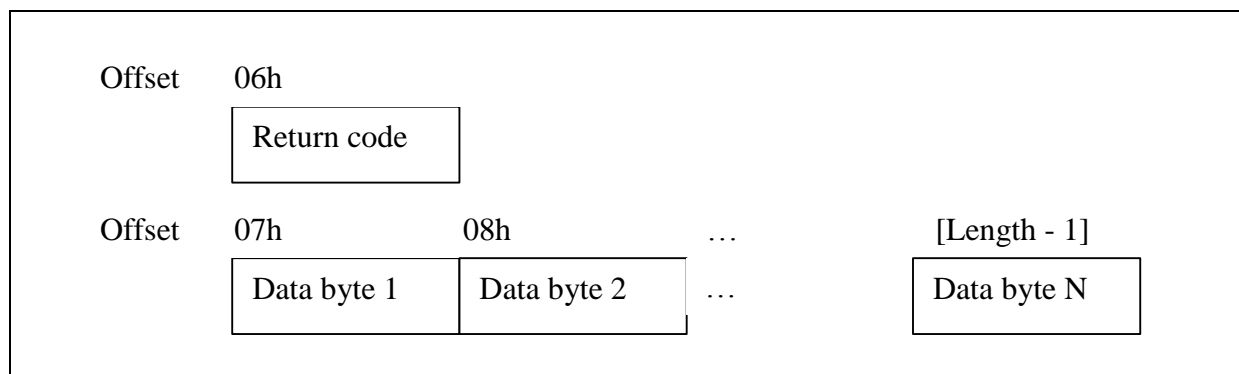 Offset 06h
Return code
Offset 07h 08h … [Length - 1]
Data byte 1 Data byte 2 … Data byte N